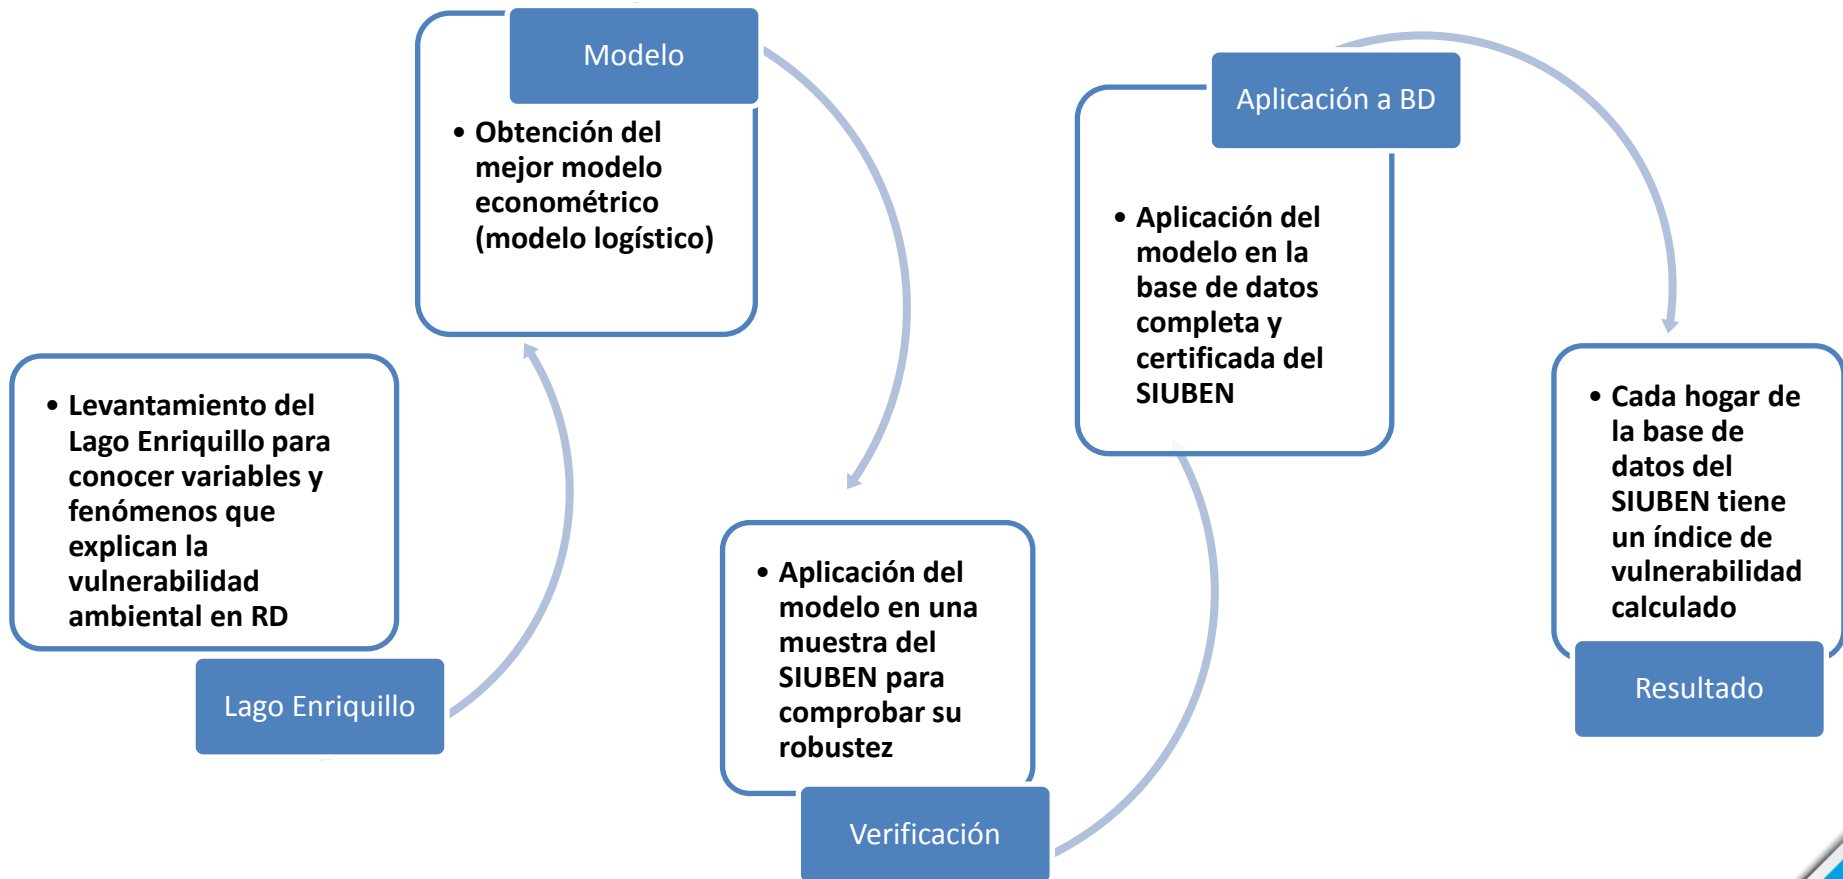 • Levantamiento del
Lago Enriquillo para
conocer variables y
fenómenos que
explican la
vulnerabilidad
ambiental en RD
Lago Enriquillo
Modelo
• Obtención del
mejor modelo
econométrico
(modelo logístico)
• Aplicación del
modelo en una
muestra del
SIUBEN para
comprobar su
robustez
Verificación
Aplicación a BD
• Aplicación del
modelo en la
base de datos
completa y
certificada del
SIUBEN
• Cada hogar de
la base de
datos del
SIUBEN tiene
un índice de
vulnerabilidad
calculado
Resultado